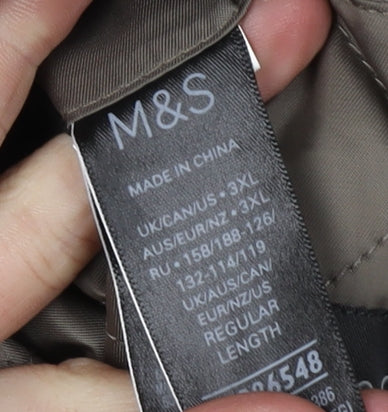 M&S
MADE IN CHINA
UK/CAN/US • 3XL
AUS/EUR/NZ • 3XL
RU • 158/188-126/
132-114/119
UK/AUS/CAN/
EUR/NZ/US
REGULAR
LENGTH
6548